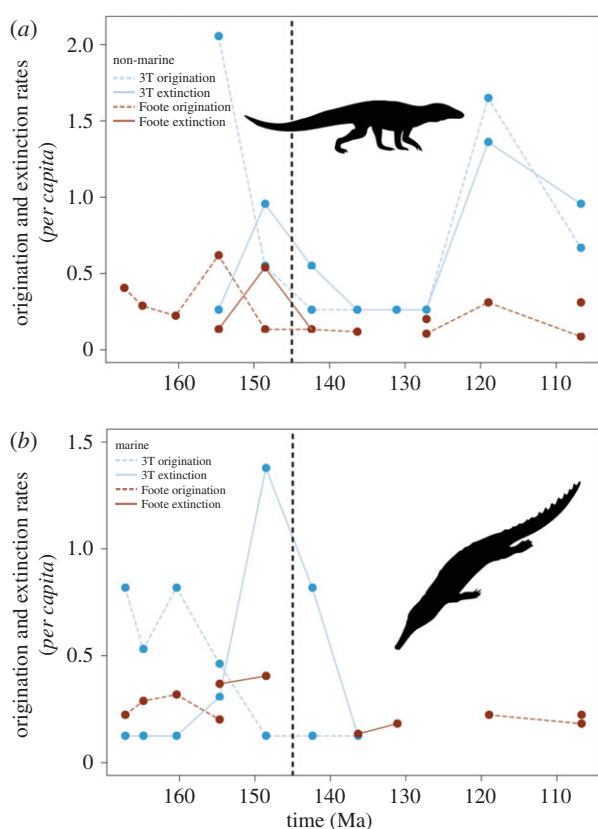 (a)
2.0
1.5
1.0
0.5
0
origination and extinction rates
(per capita)
non-marine
3T origination
3T extinction
Foote origination
Foote extinction
160 150 140 130 120 110
(b)
1.5
1.0
0.5
0
origination and extinction rates
(per capita)
marine
3T origination
3T extinction
Foote origination
Foote extinction
160 150 140 130 120 110
time (Ma)